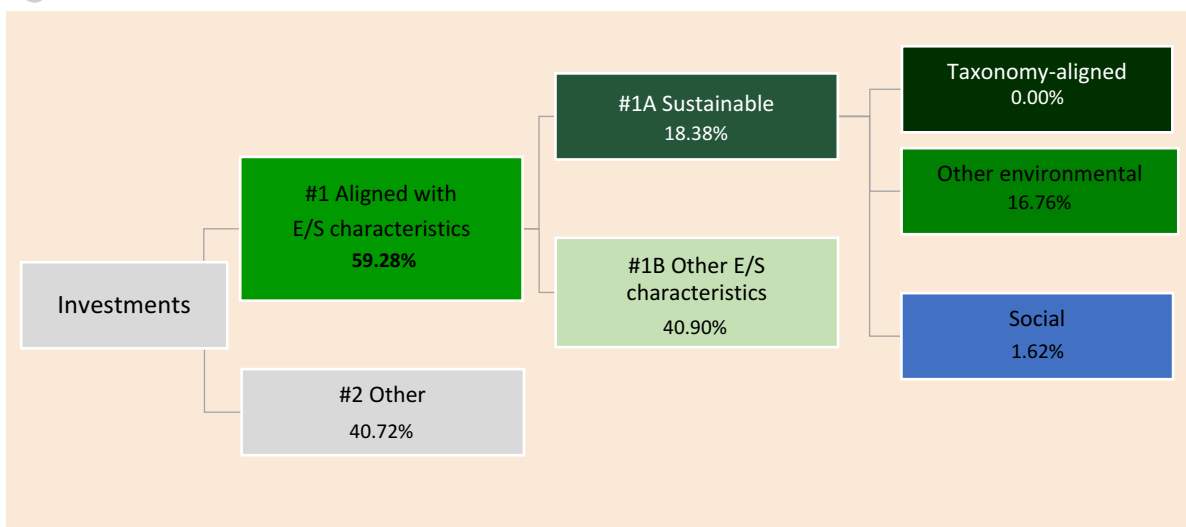 Investments
#1 Aligned with
E/S characteristics
59.28%
#2 Other
40.72%
#1A Sustainable
18.38%
#1B Other E/S
characteristics
40.90%
Taxonomy-aligned
0.00%
Other environmental
16.76%
Social
1.62%